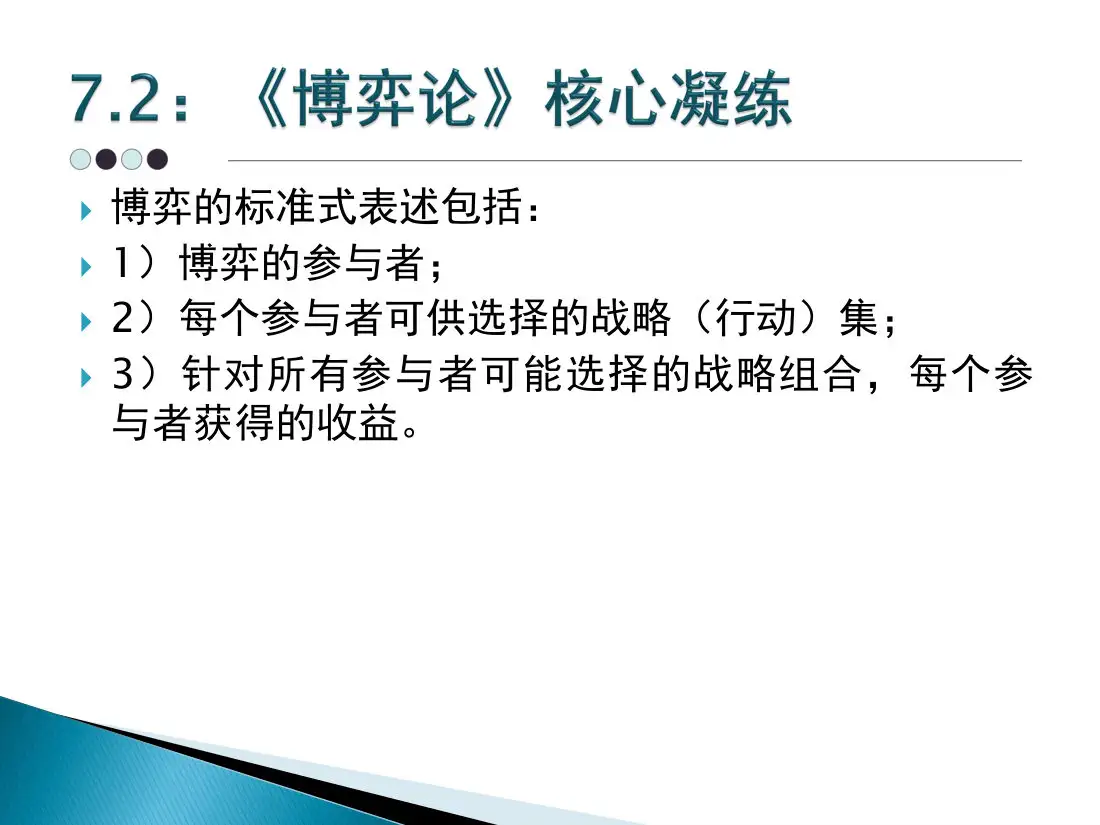 7.2：《博弈论》核心凝练
博弈的标准式表述包括：
1）博弈的参与者；
2）每个参与者可供选择的战略（行动）集；
3）针对所有参与者可能选择的战略组合，每个参
与者获得的收益。